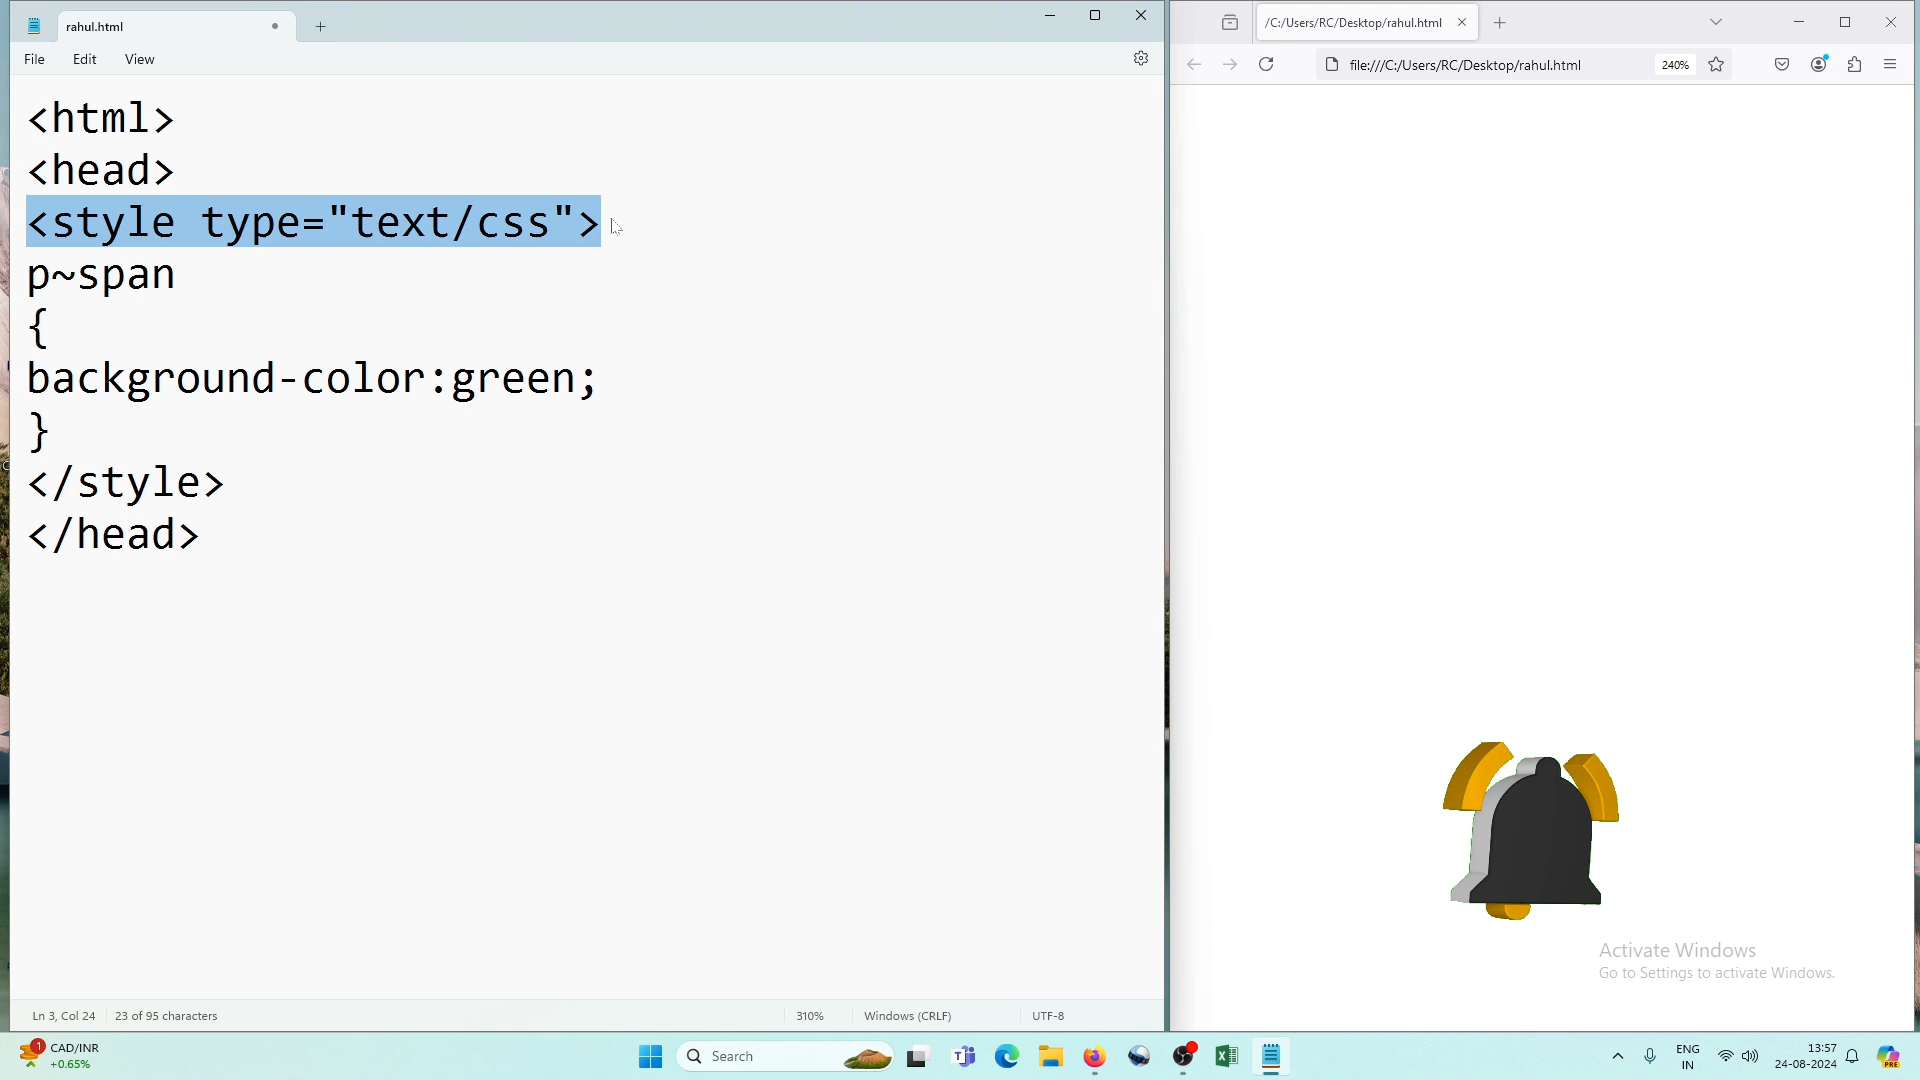 rahul.html
File Edit View
<html>
<head>
<style type="text/css">
p~span
{
background-color:green;
}
</style>
</head>
Ln 3, Col 24 23 of 95 characters 310% Windows (CRLF) UTF-8
/C:/Users/RC/Desktop/rahul.html
file:///C:/Users/RC/Desktop/rahul.html 240%
Activate Windows
Go to Settings to activate Windows.
1
CAD/INR
+0.65%
Search
ENG
IN
13:57
24-08-2024
PRE